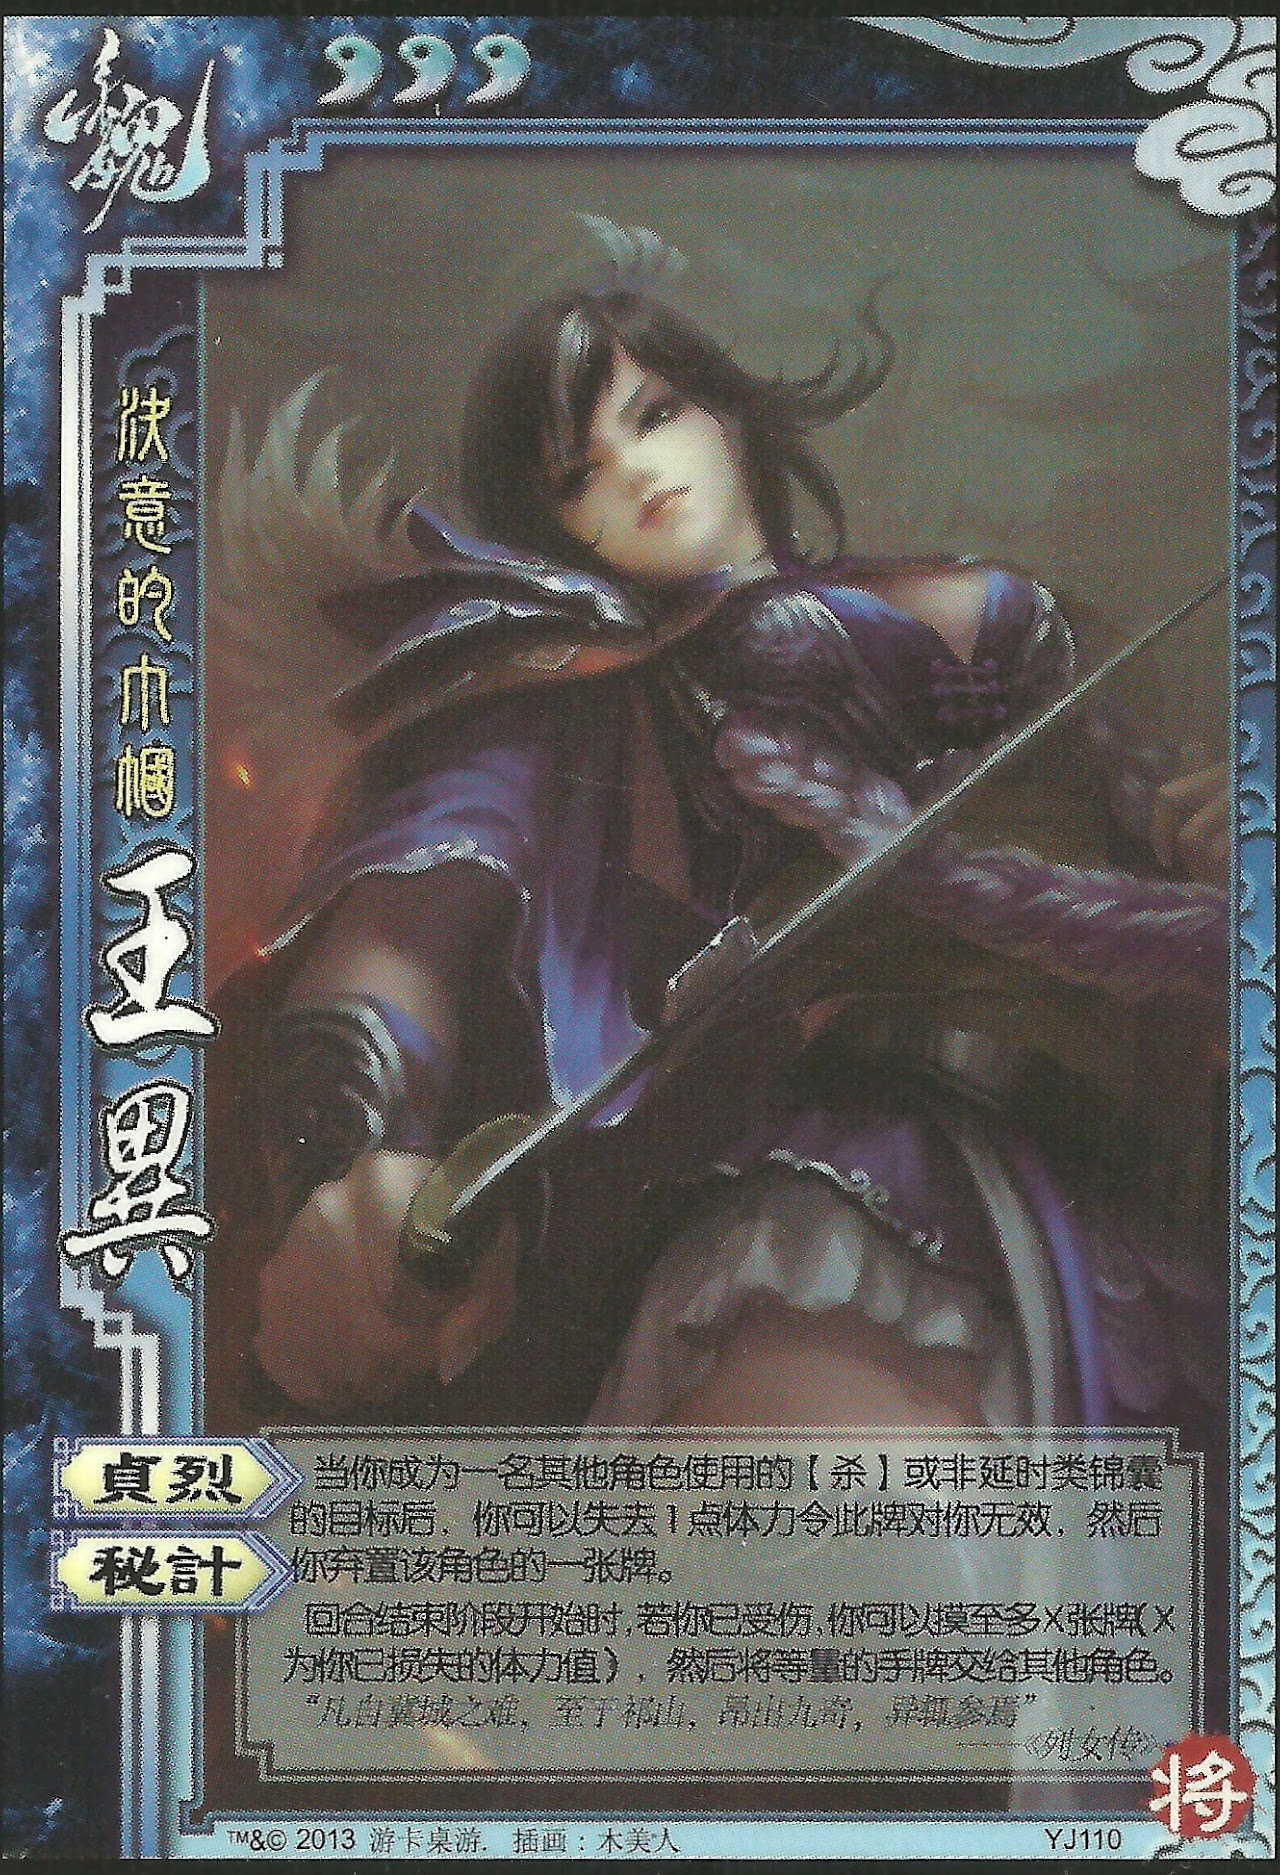 魏
決意的巾幗
王異
貞烈
当你成为一名其他角色使用的【杀】或非延时类锦囊
的目标后，你可以失去1点体力令此牌对你无效，然后
你弃置该角色的一张牌。
秘計
回合结束阶段开始时，若你已受伤，你可以摸至多X张牌（X
为你已损失的体力值），然后将等量的手牌交给其他角色。
“凡自冀城之难，至于祁山，昂出九奇，异辄参焉”
——《列女传》
将
™&© 2013 游卡桌游. 插画：木美人
YJ110